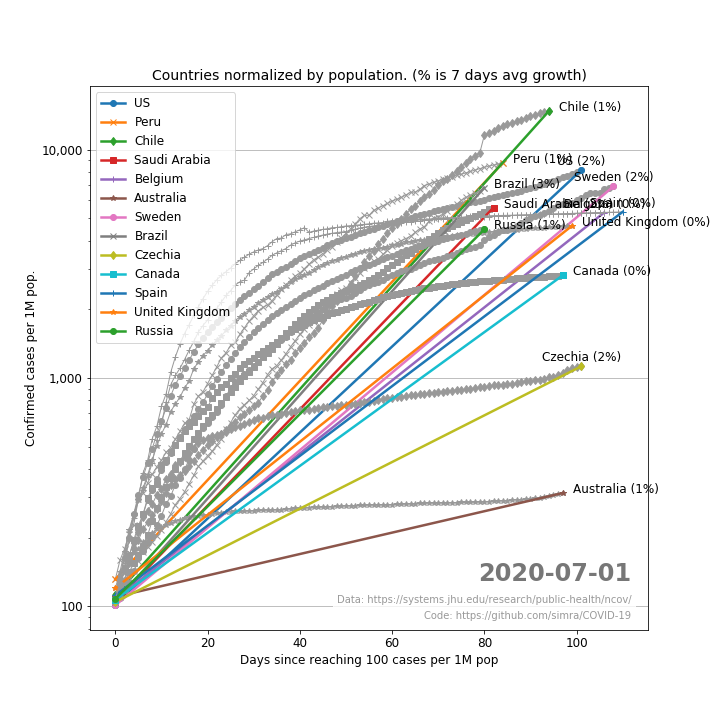 Countries normalized by population. (% is 7 days avg growth)
US
Peru
Chile
Saudi Arabia
Belgium
Australia
Sweden
Brazil
Czechia
Canada
Spain
United Kingdom
Russia
Chile (1%)
Peru (1%)
US (2%)
Sweden (2%)
Brazil (3%)
Saudi Arabia
Spain (0%)
United Kingdom (0%)
Russia (1%)
Canada (0%)
Czechia (2%)
Australia (1%)
10,000
1,000
100
Confirmed cases per 1M pop.
2020-07-01
Data: https://systems.jhu.edu/research/public-health/ncov/
Code: https://github.com/simra/COVID-19
0 20 40 60 80 100
Days since reaching 100 cases per 1M pop